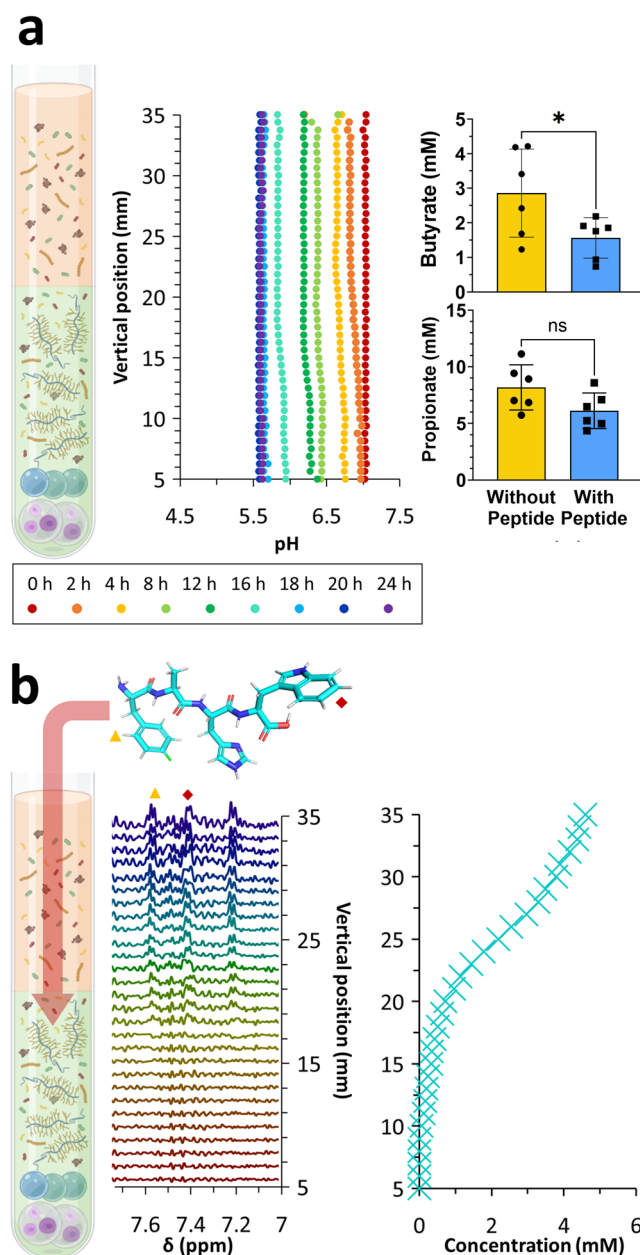 a
35
30
25
20
15
10
5
Vertical position (mm)
4.5 5.5 6.5 7.5
pH
5
4
3
2
1
0
Butyrate (mM)
*
15
10
5
0
Propionate (mM)
ns
Without Peptide
With Peptide
0 h 2 h 4 h 8 h 12 h 16 h 18 h 20 h 24 h
b
35
25
15
5
Vertical position (mm)
7.6 7.4 7.2 7
δ (ppm)
35
30
25
20
15
10
5
0 2 4 6
Concentration (mM)